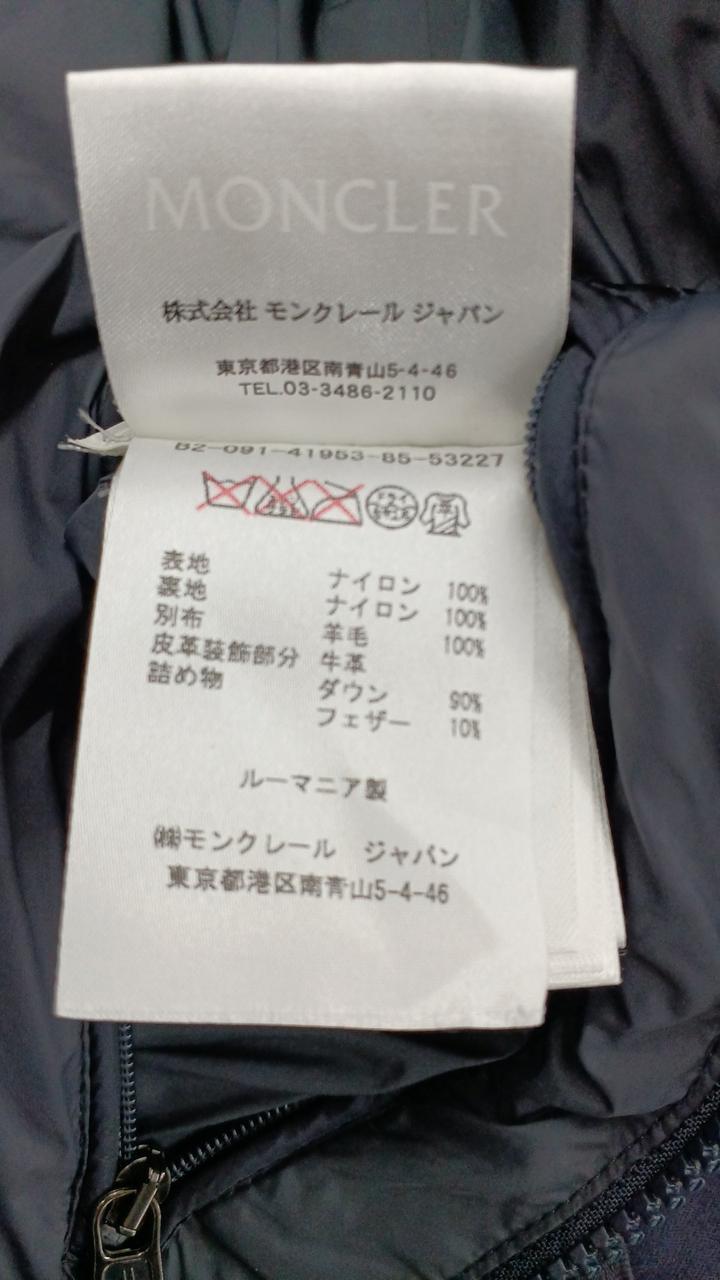 MONCLER
株式会社 モンクレール ジャパン
東京都港区南青山5-4-46
TEL.03-3486-2110
B2-091-41953-85-53227
表地 ナイロン 100%
裏地 ナイロン 100%
別布 羊毛 100%
皮革装飾部分 牛革
詰め物 ダウン 90%
フェザー 10%
ルーマニア製
㈱モンクレール ジャパン
東京都港区南青山5-4-46